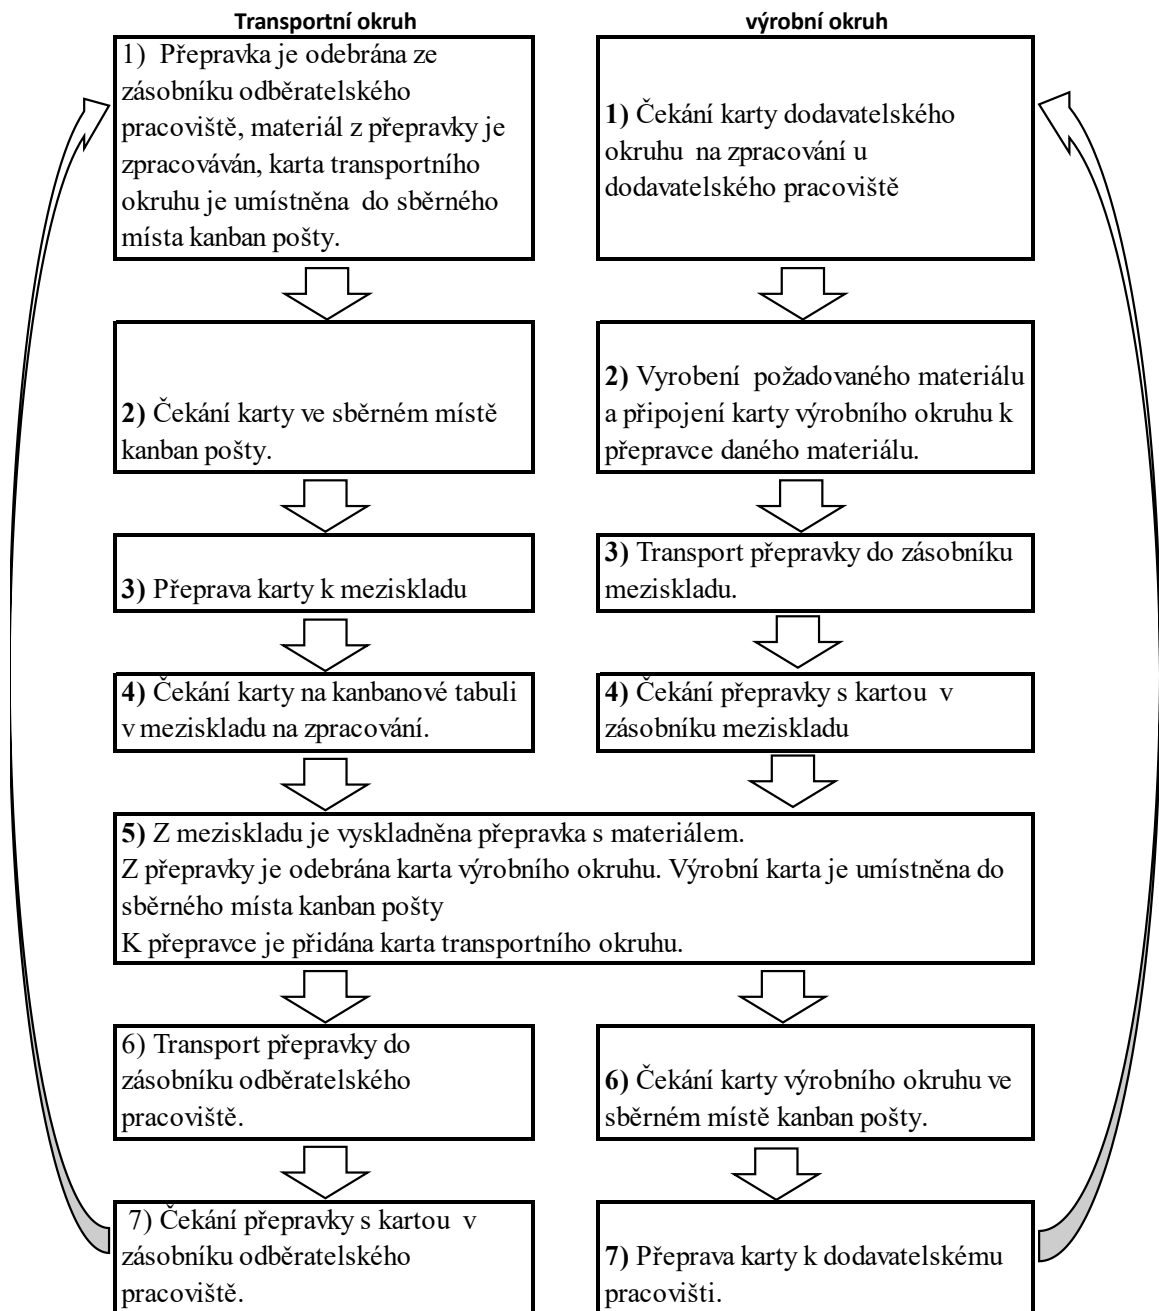 Transportní okruh
1) Přepravka je odebrána ze
zásobníku odběratelského
pracoviště, materiál z přepravky je
zpracováván, karta transportního
okruhu je umístněna do sběrného
místa kanban pošty.
2) Čekání karty ve sběrném místě
kanban pošty.
3) Přeprava karty k meziskladu
4) Čekání karty na kanbanové tabuli
v meziskladu na zpracování.
výrobní okruh
1) Čekání karty dodavatelského
okruhu na zpracování u
dodavatelského pracoviště
2) Vyrobení požadovaného materiálu
a připojení karty výrobního okruhu k
přepravce daného materiálu.
3) Transport přepravky do zásobníku
meziskladu.
4) Čekání přepravky s kartou v
zásobníku meziskladu
5) Z meziskladu je vyskladněna přepravka s materiálem.
Z přepravky je odebrána karta výrobního okruhu. Výrobní karta je umístněna do
sběrného místa kanban pošty
K přepravce je přidána karta transportního okruhu.
6) Transport přepravky do
zásobníku odběratelského
pracoviště.
7) Čekání přepravky s kartou v
zásobníku odběratelského
pracoviště.
6) Čekání karty výrobního okruhu ve
sběrném místě kanban pošty.
7) Přeprava karty k dodavatelskému
pracovišti.